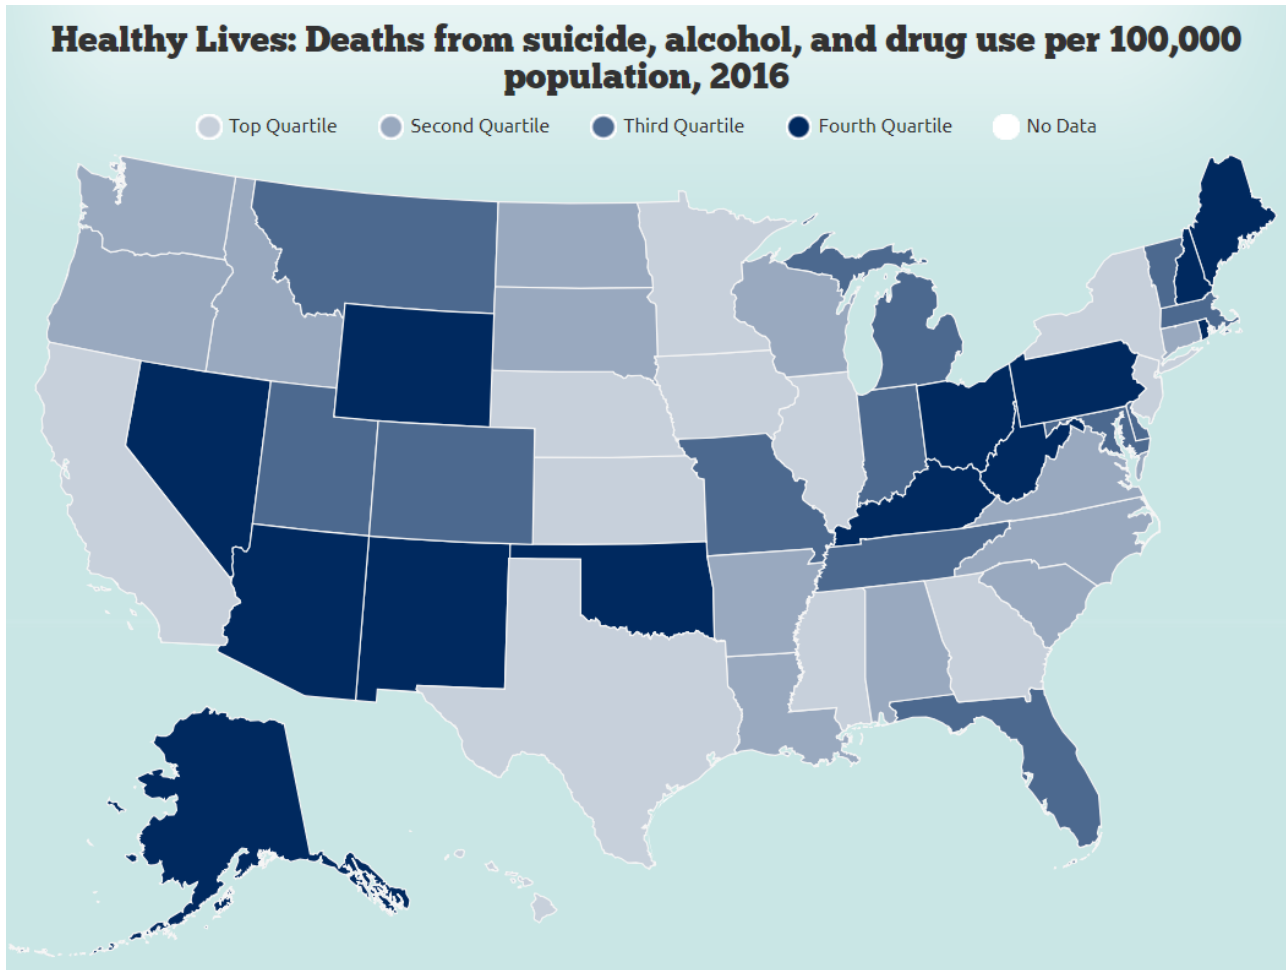 Healthy Lives: Deaths from suicide, alcohol, and drug use per 100,000
population, 2016
Top Quartile Second Quartile Third Quartile Fourth Quartile No Data